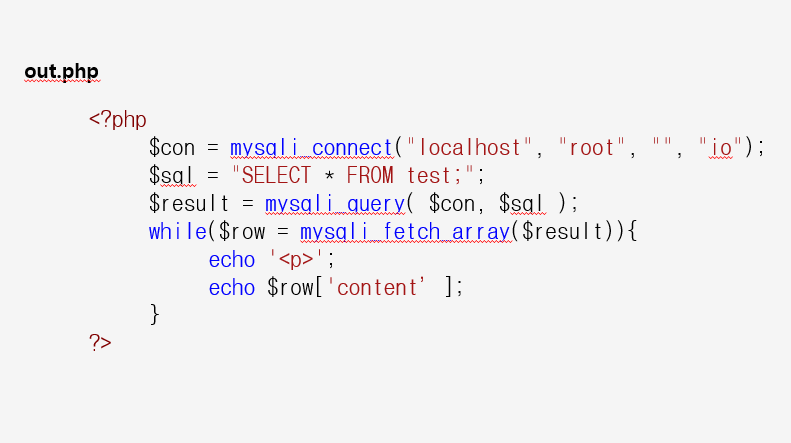 out.php
<?php
$con = mysqli_connect("localhost", "root", "", "io");
$sql = "SELECT * FROM test;";
$result = mysqli_query( $con, $sql );
while($row = mysqli_fetch_array($result)){
echo '<p>';
echo $row['content’ ];
}
?>